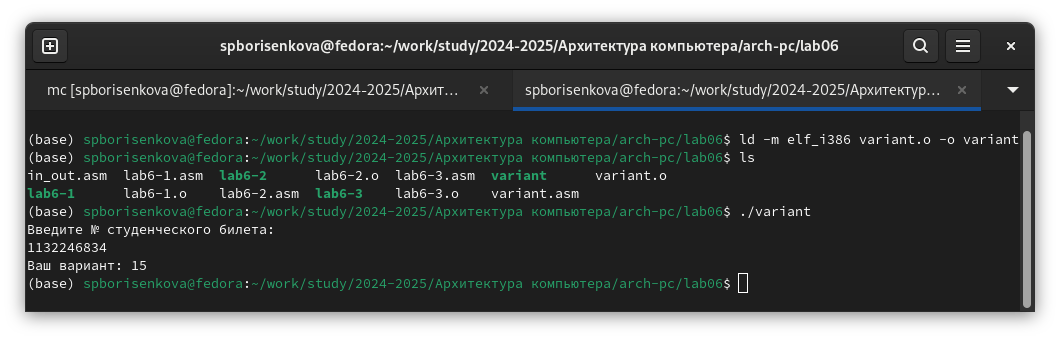 spborisenkova@fedora:~/work/study/2024-2025/Архитектура компьютера/arch-pc/lab06
mc [spborisenkova@fedora]:~/work/study/2024-2025/Архит…
spborisenkova@fedora:~/work/study/2024-2025/Архитектур…
(base) spborisenkova@fedora:~/work/study/2024-2025/Архитектура компьютера/arch-pc/lab06$ ld -m elf_i386 variant.o -o variant
(base) spborisenkova@fedora:~/work/study/2024-2025/Архитектура компьютера/arch-pc/lab06$ ls
in_out.asm lab6-1.asm lab6-2 lab6-2.o lab6-3.asm variant variant.o
lab6-1 lab6-1.o lab6-2.asm lab6-3 lab6-3.o variant.asm
(base) spborisenkova@fedora:~/work/study/2024-2025/Архитектура компьютера/arch-pc/lab06$ ./variant
Введите № студенческого билета:
1132246834
Ваш вариант: 15
(base) spborisenkova@fedora:~/work/study/2024-2025/Архитектура компьютера/arch-pc/lab06$